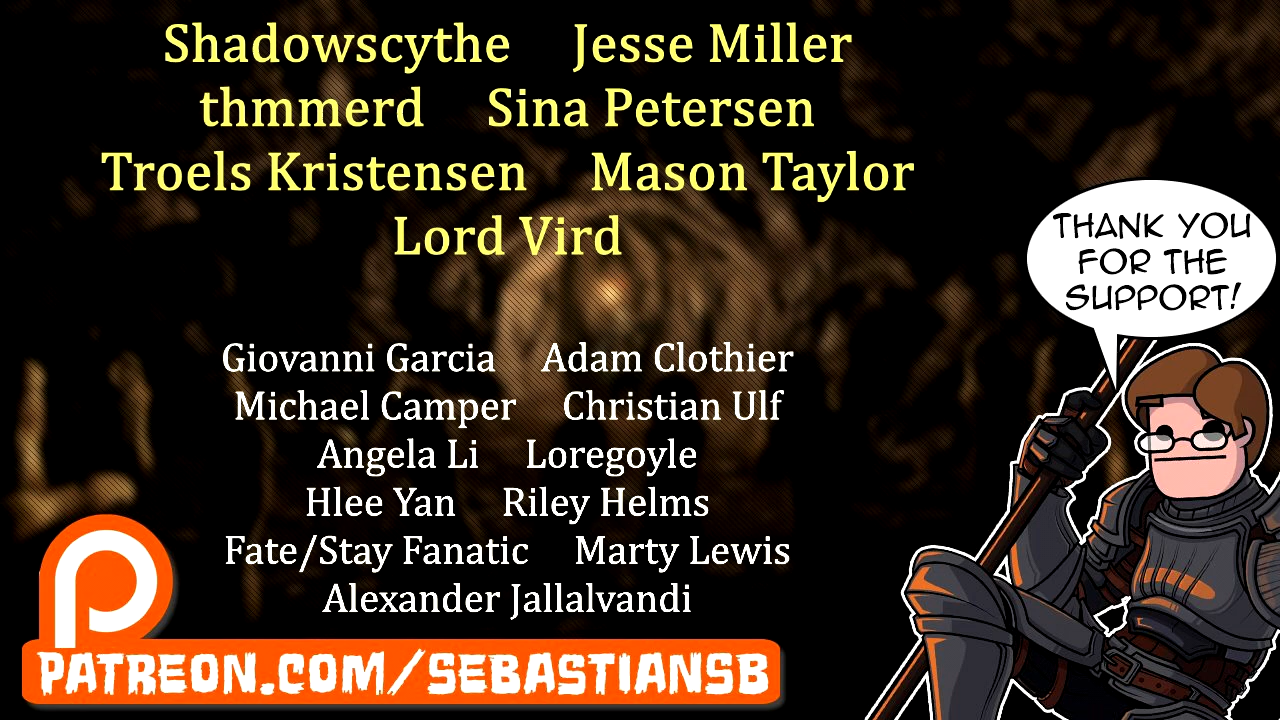 Shadowscythe Jesse Miller
thmmerd Sina Petersen
Troels Kristensen Mason Taylor
Lord Vird
THANK YOU
FOR THE
SUPPORT!
Giovanni Garcia Adam Clothier
Michael Camper Christian Ulf
Angela Li Loregoyle
Hlee Yan Riley Helms
Fate/Stay Fanatic Marty Lewis
Alexander Jallalvandi
PATREON.COM/SEBASTIANSB